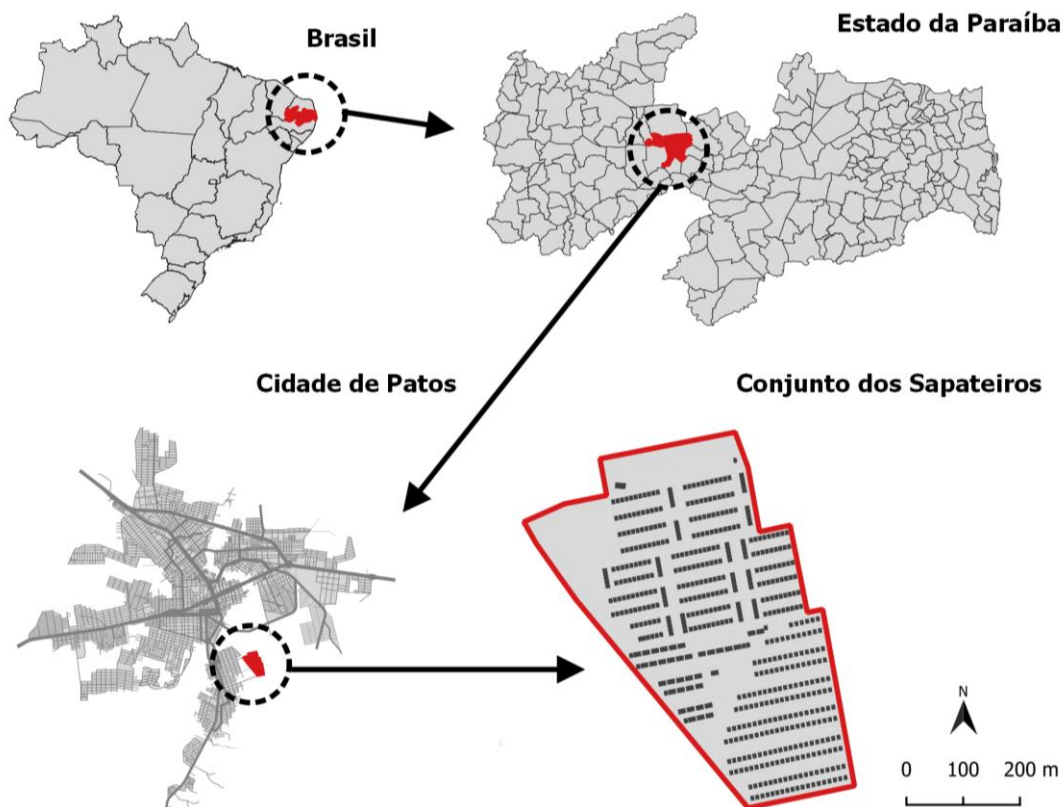 Brasil
Estado da Paraíba
Cidade de Patos
Conjunto dos Sapateiros
N
0 100 200 m